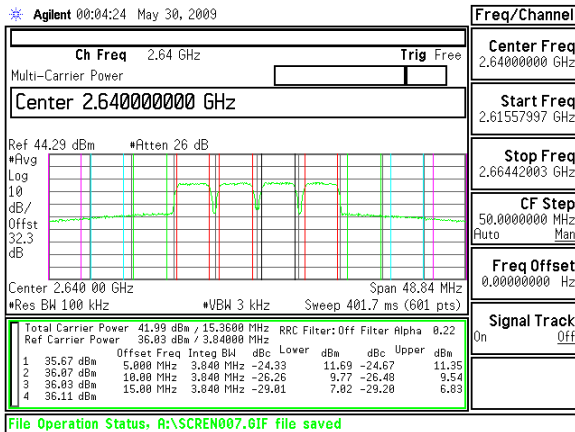 Agilent 00:04:24 May 30, 2009
Freq/Channel
Ch Freq 2.64 GHz Trig Free
Multi-Carrier Power
Center 2.640000000 GHz
Center Freq
2.64000000 GHz
Start Freq
2.61557997 GHz
Stop Freq
2.66442003 GHz
CF Step
50.0000000 MHz
Auto Man
Freq Offset
0.00000000 Hz
Signal Track
On Off
Ref 44.29 dBm #Atten 26 dB
#Avg
Log
10
dB/
Offst
32.3
dB
Center 2.640 00 GHz Span 48.84 MHz
#Res BW 100 kHz #VBW 3 kHz Sweep 401.7 ms (601 pts)
Total Carrier Power 41.99 dBm / 15.3600 MHz RRC Filter: Off Filter Alpha 0.22
Ref Carrier Power 36.03 dBm / 3.84000 MHz
Offset Freq Integ BW dBc Lower dBm dBc Upper dBm
1 35.67 dBm 5.000 MHz 3.840 MHz -24.33 11.69 -24.67 11.35
2 36.07 dBm 10.00 MHz 3.840 MHz -26.26 9.77 -26.48 9.54
3 36.03 dBm 15.00 MHz 3.840 MHz -29.01 7.02 -29.20 6.83
4 36.11 dBm
File Operation Status, A:\SCREN007.GIF file saved